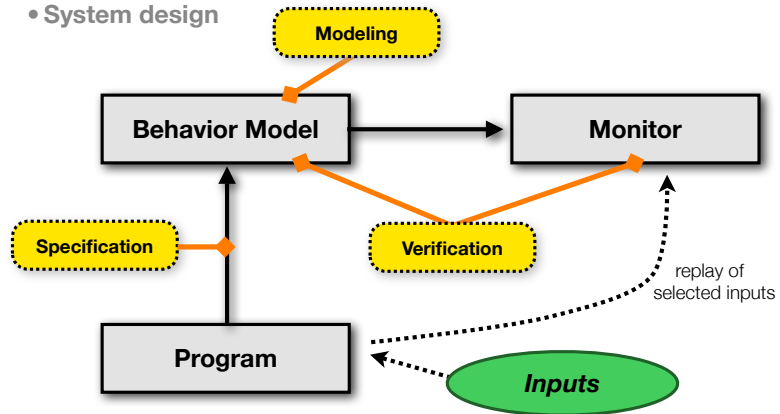 • System design
Modeling
Behavior Model
Monitor
Specification
Verification
replay of
selected inputs
Program
Inputs